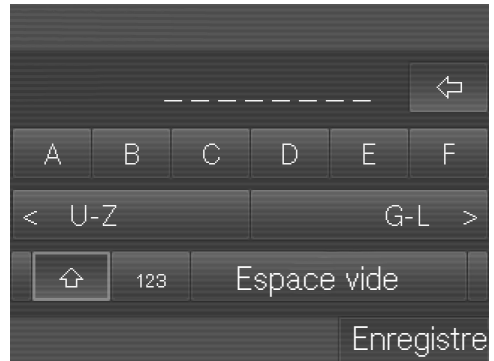 _ _ _ _ _ _ _ _ _
A B C D E F
< U-Z G-L >
123 Espace vide
Enregistre